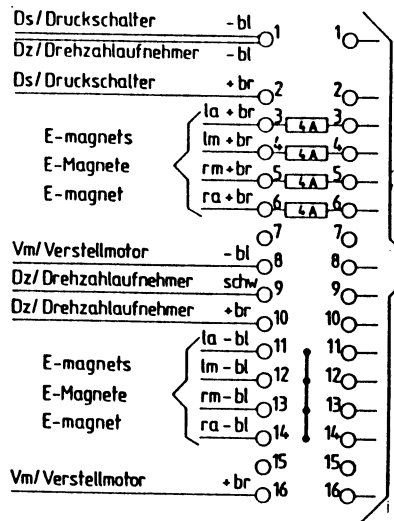 Ds/Druckschalter -bl
1 1
Dz/Drehzahlaufnehmer -bl
Ds/Druckschalter +br
2 2
la + br
3 4A 3
E-magnets lm + br
4 4A 4
E-Magnete rm+br
5 4A 5
E-magnet ra + br
6 4A 6
7 7
Vm/Verstellmotor -bl
8 8
Dz/Drehzahlaufnehmer schw
9 9
Dz/Drehzahlaufnehmer +br
10 10
la - bl
11 11
E-magnets lm - bl
12 12
E-Magnete rm-bl
13 13
E-magnet ra - bl
14 14
15 15
Vm/Verstellmotor +br
16 16